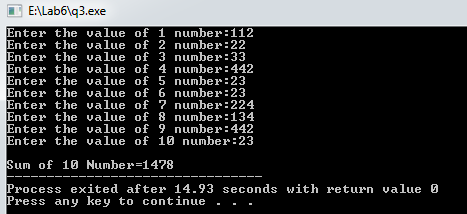 E:\Lab6\q3.exe
Enter the value of 1 number:112
Enter the value of 2 number:22
Enter the value of 3 number:33
Enter the value of 4 number:442
Enter the value of 5 number:23
Enter the value of 6 number:23
Enter the value of 7 number:224
Enter the value of 8 number:134
Enter the value of 9 number:442
Enter the value of 10 number:23
Sum of 10 Number=1478
--------------------------------
Process exited after 14.93 seconds with return value 0
Press any key to continue . . .